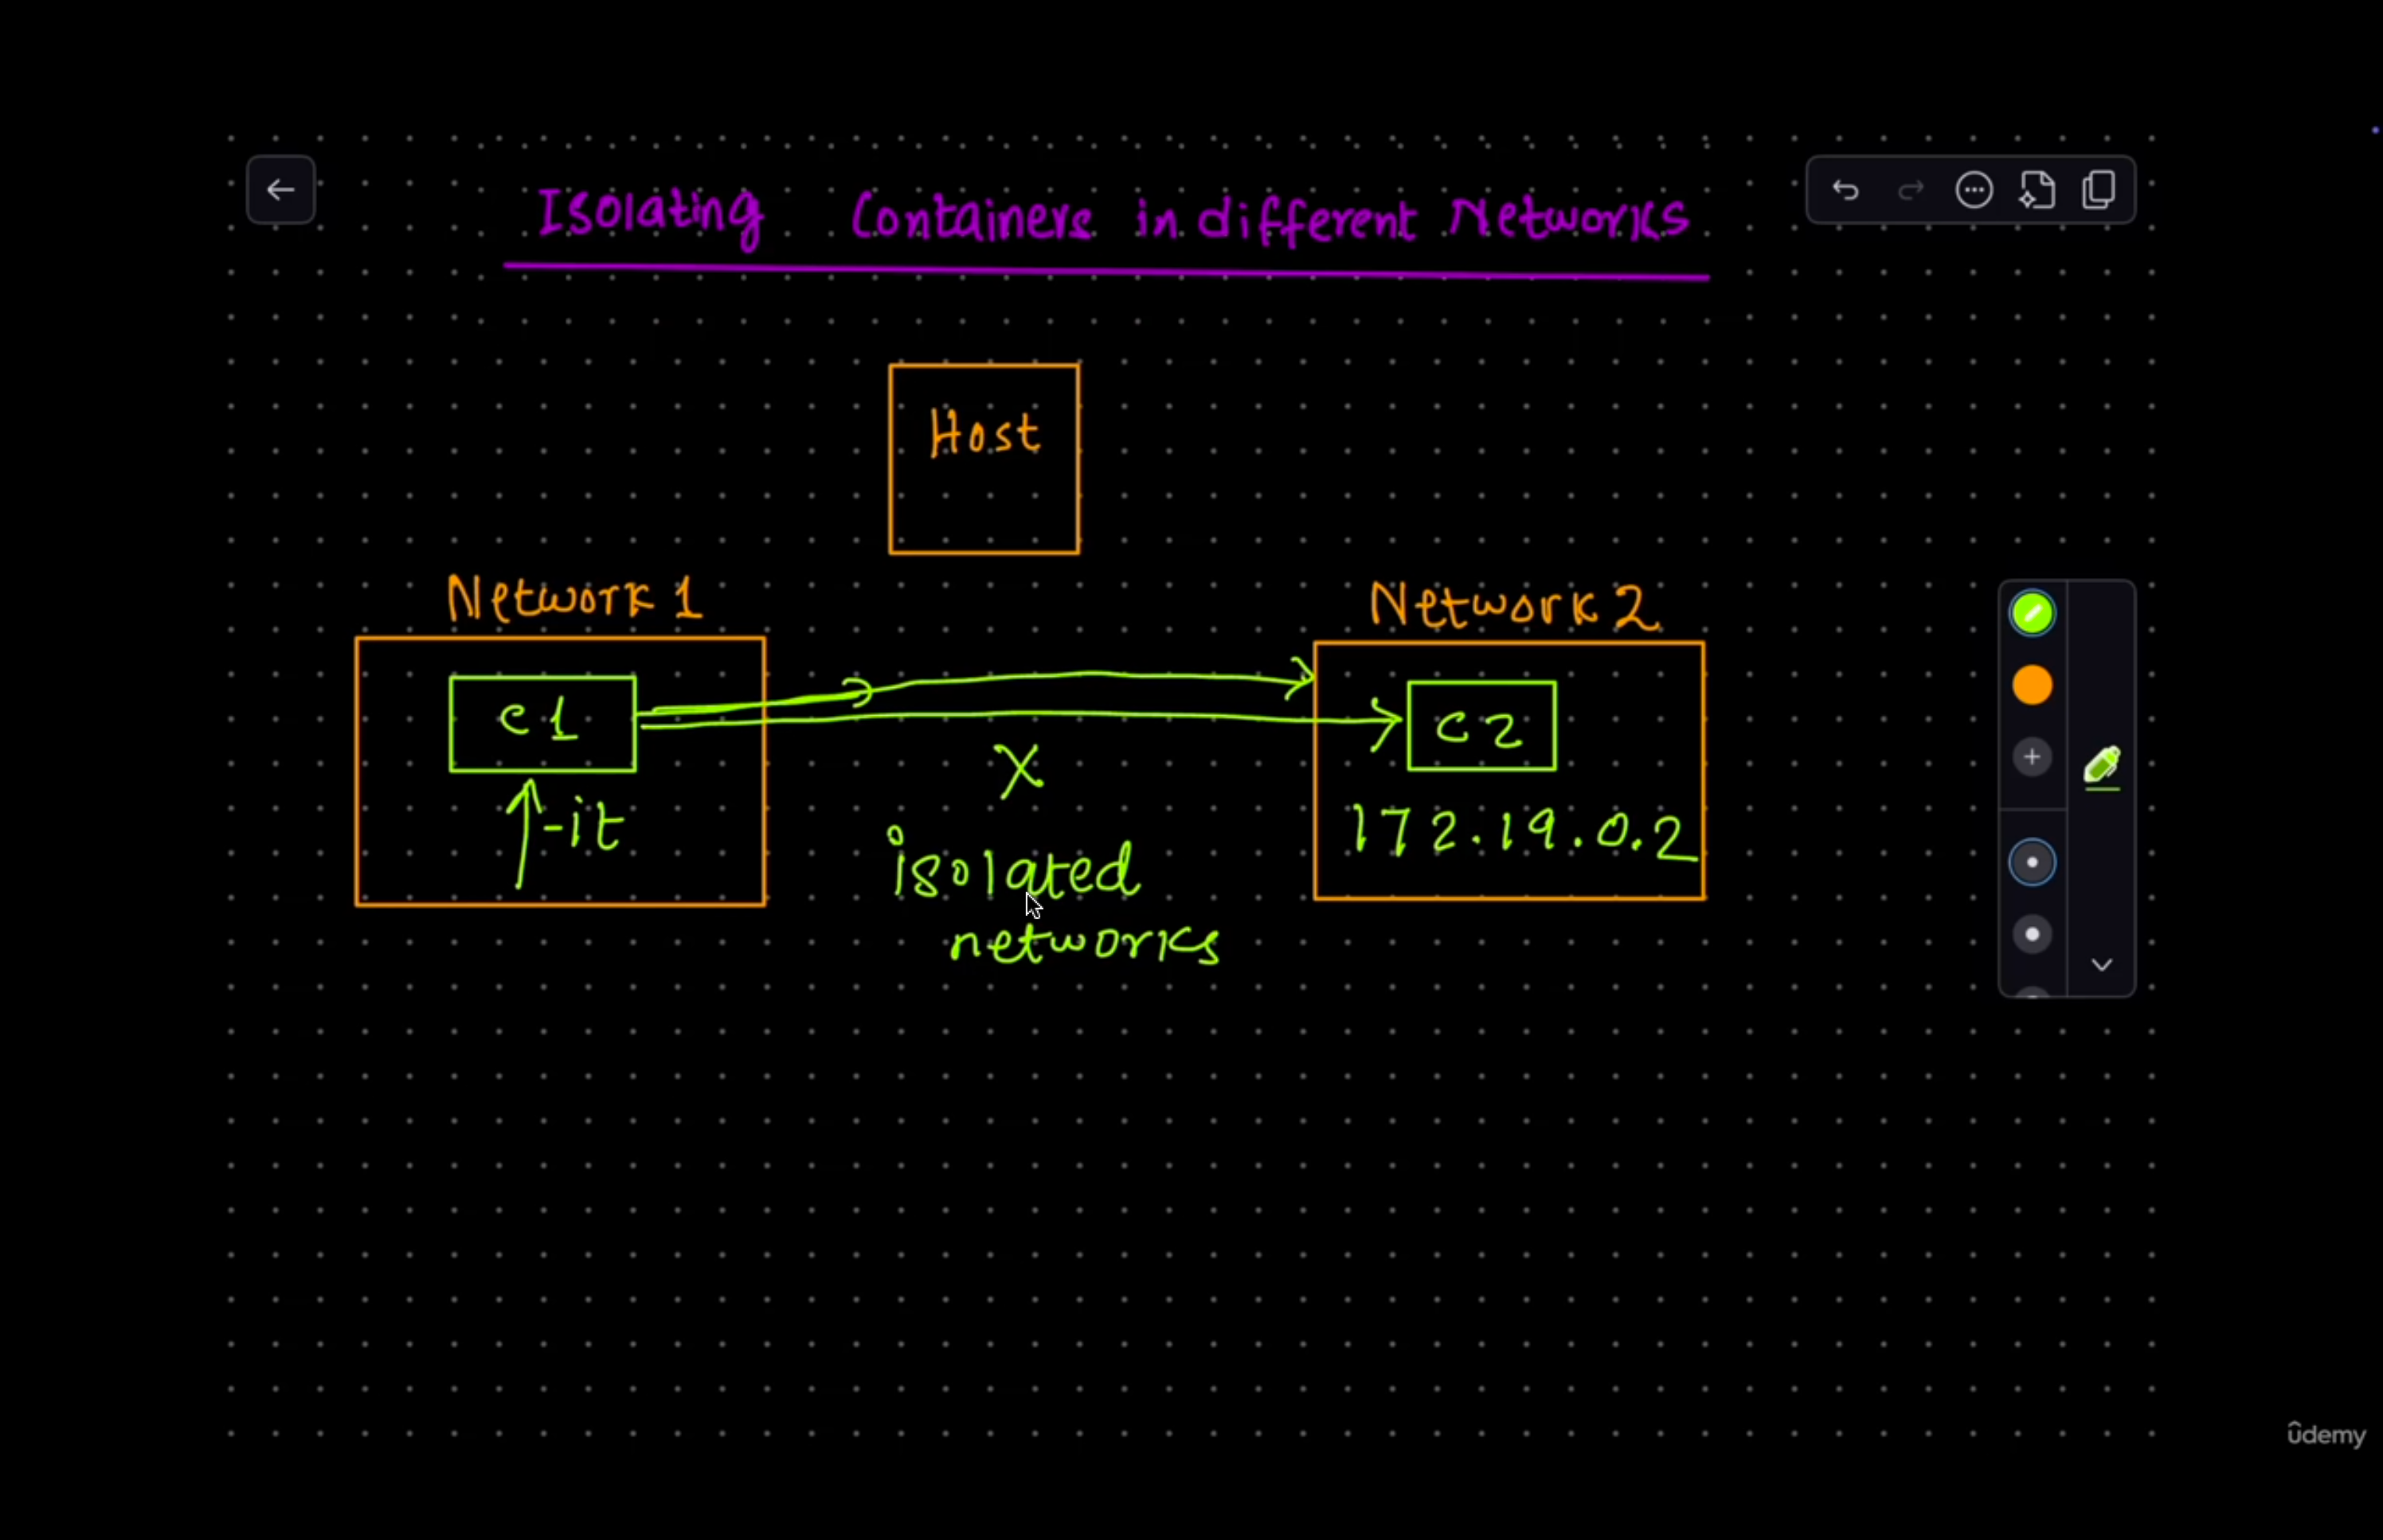 Isolating Containers in different Networks
Host
Network 1
Network 2
C1
C2
X
-it
172.19.0.2
isolated
networks
ûdemy